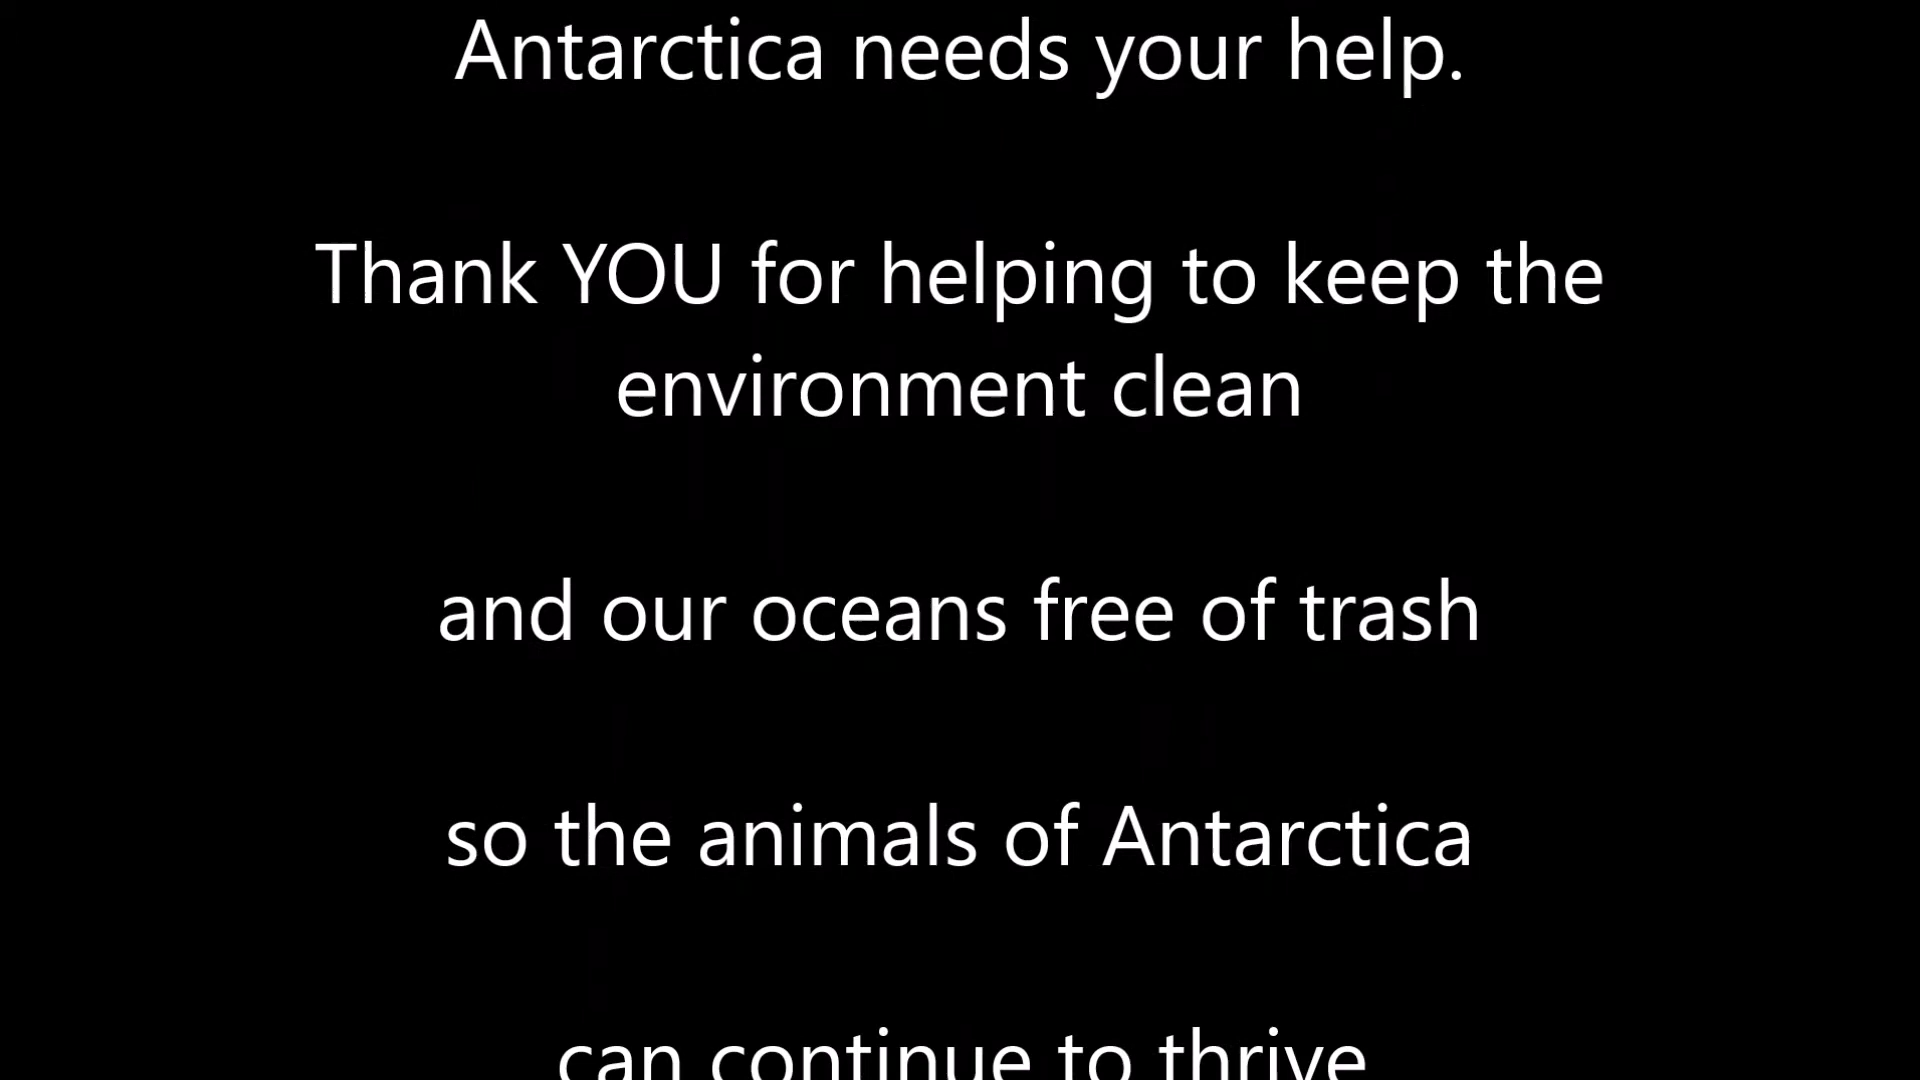 Antarctica needs your help.
Thank YOU for helping to keep the
environment clean
and our oceans free of trash
so the animals of Antarctica
can continue to thrive